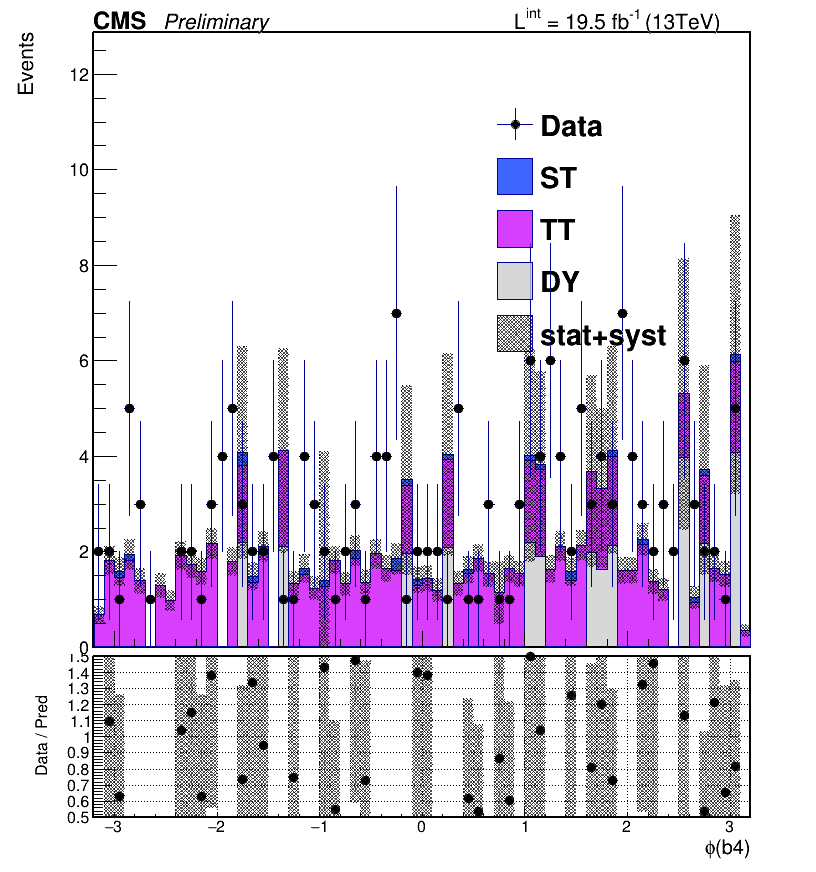 CMS Preliminary L^int = 19.5 fb^-1 (13TeV)
Events
12
10
8
6
4
2
0
Data
ST
TT
DY
stat+syst
Data / Pred
1.5
1.4
1.3
1.2
1.1
1
0.9
0.8
0.7
0.6
0.5
−3 −2 −1 0 1 2 3
ϕ(b4)